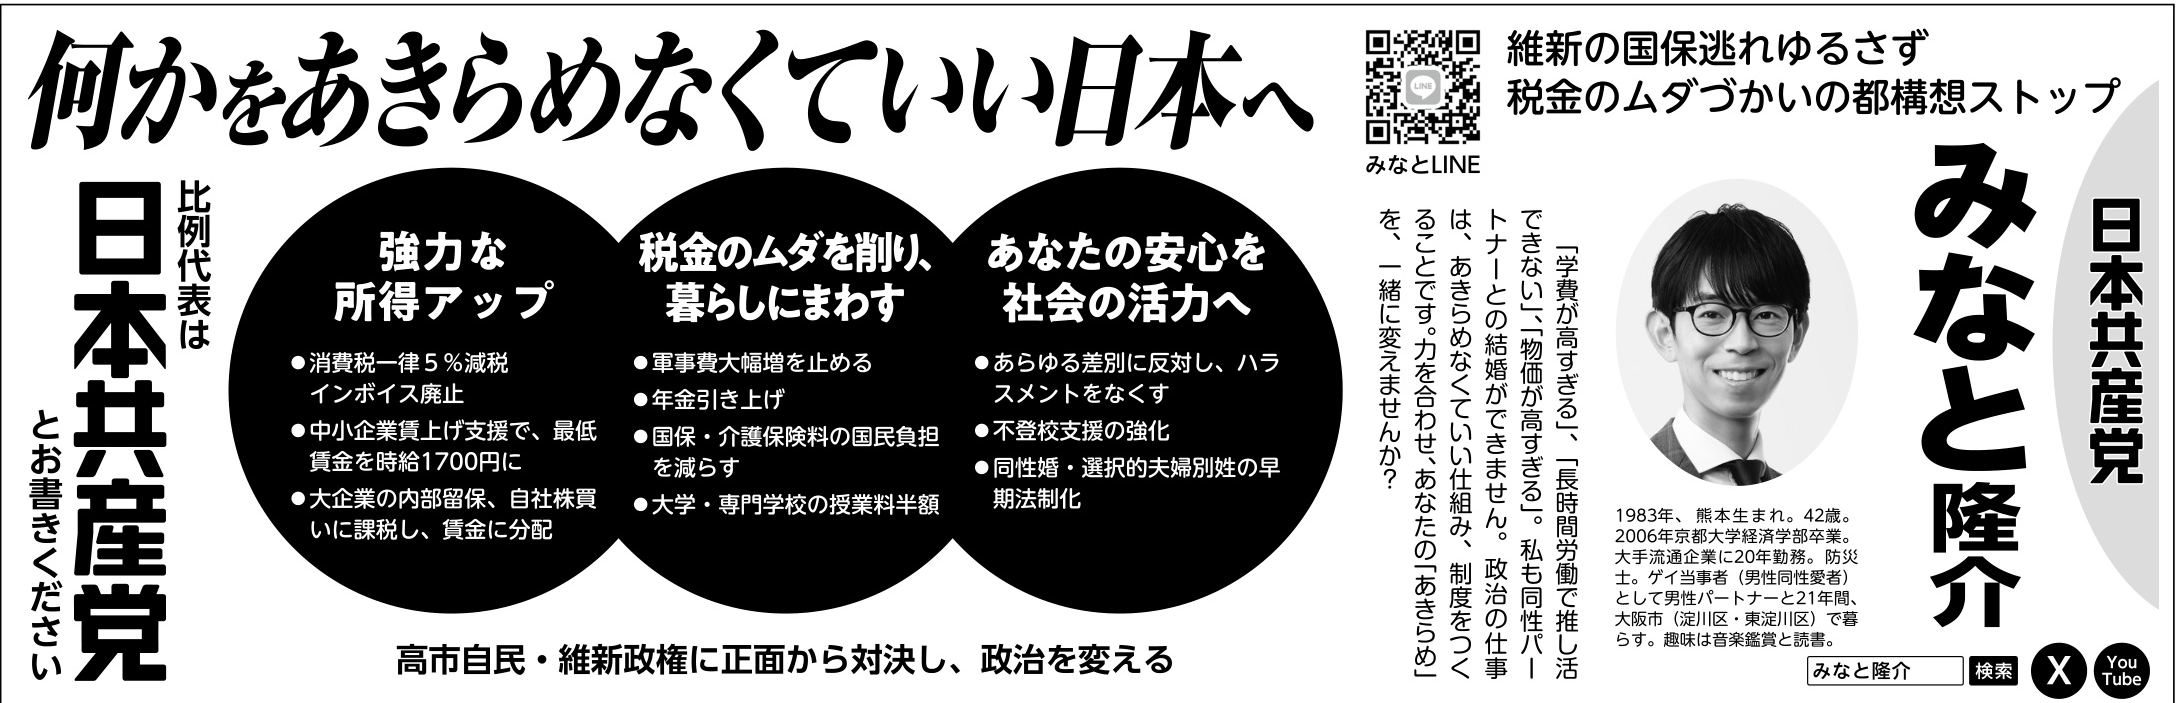 維新の国保逃れゆるさず
税金のムダづかいの都構想ストップ
日本共産党
みなと隆介
1983年、熊本生まれ。42歳。
2006年京都大学経済学部卒業。
大手流通企業に20年勤務。防災
士。ゲイ当事者（男性同性愛者）
として男性パートナーと21年間、
大阪市（淀川区・東淀川区）で暮
らす。趣味は音楽鑑賞と読書。
みなと隆介 検索 X You
Tube
LINE
みなとLINE
「学費が高すぎる」、「長時間労働で推し活
できない」、「物価が高すぎる」。私も同性パー
トナーとの結婚ができません。政治の仕事
は、あきらめなくていい仕組み、制度をつく
ることです。力を合わせ、あなたの「あきらめ」
を、一緒に変えませんか？
何かをあきらめなくていい日本へ
強力な
所得アップ
●消費税一律５％減税
インボイス廃止
●中小企業賃上げ支援で、最低
賃金を時給1700円に
●大企業の内部留保、自社株買
いに課税し、賃金に分配
税金のムダを削り、
暮らしにまわす
●軍事費大幅増を止める
●年金引き上げ
●国保・介護保険料の国民負担
を減らす
●大学・専門学校の授業料半額
あなたの安心を
社会の活力へ
●あらゆる差別に反対し、ハラ
スメントをなくす
●不登校支援の強化
●同性婚・選択的夫婦別姓の早
期法制化
高市自民・維新政権に正面から対決し、政治を変える
比例代表は
日本共産党
とお書きください